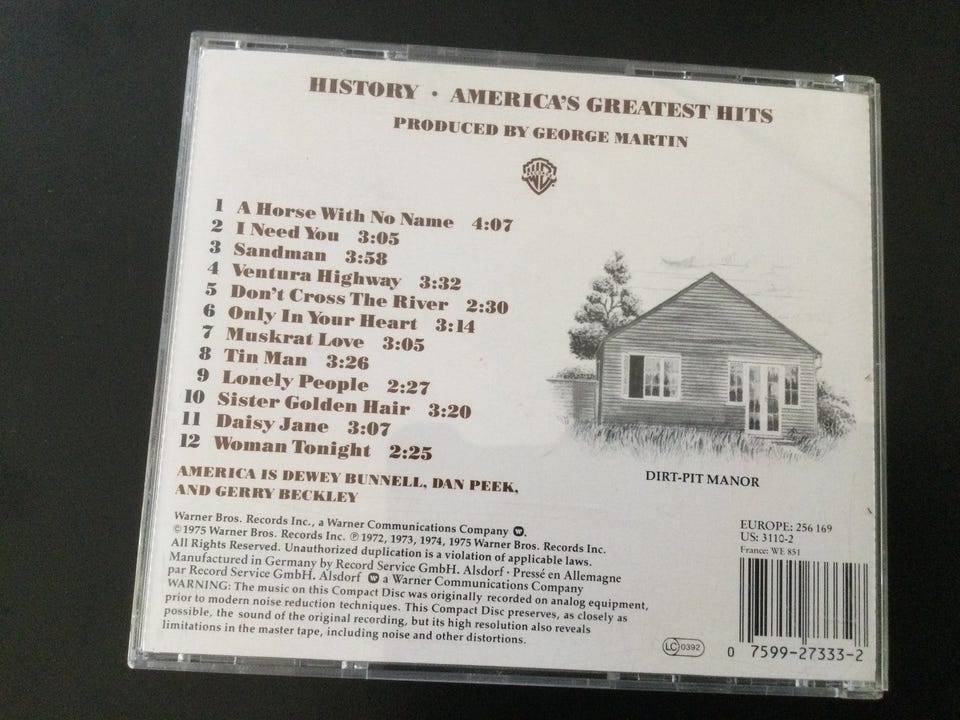 HISTORY • AMERICA'S GREATEST HITS
PRODUCED BY GEORGE MARTIN
1 A Horse With No Name 4:07
2 I Need You 3:05
3 Sandman 3:58
4 Ventura Highway 3:32
5 Don't Cross The River 2:30
6 Only In Your Heart 3:14
7 Muskrat Love 3:05
8 Tin Man 3:26
9 Lonely People 2:27
10 Sister Golden Hair 3:20
11 Daisy Jane 3:07
12 Woman Tonight 2:25
AMERICA IS DEWEY BUNNELL, DAN PEEK,
AND GERRY BECKLEY
DIRT-PIT MANOR
Warner Bros. Records Inc., a Warner Communications Company W.
©1975 Warner Bros. Records Inc. ℗ 1972, 1973, 1974, 1975 Warner Bros. Records Inc.
All Rights Reserved. Unauthorized duplication is a violation of applicable laws.
Manufactured in Germany by Record Service GmbH. Alsdorf · Pressé en Allemagne
par Record Service GmbH. Alsdorf W a Warner Communications Company
WARNING: The music on this Compact Disc was originally recorded on analog equipment,
prior to modern noise reduction techniques. This Compact Disc preserves, as closely as
possible, the sound of the original recording, but its high resolution also reveals
limitations in the master tape, including noise and other distortions.
EUROPE: 256 169
US: 3110-2
France: WE 851
LC 0392
0 7599-27333-2